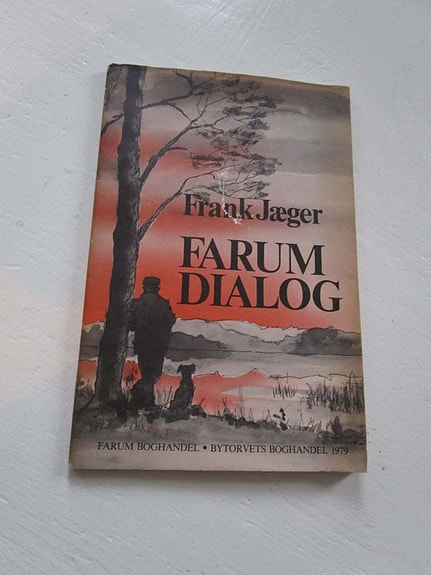 Frank Jæger
FARUM
DIALOG
FARUM BOGHANDEL • BYTORVETS BOGHANDEL 1979